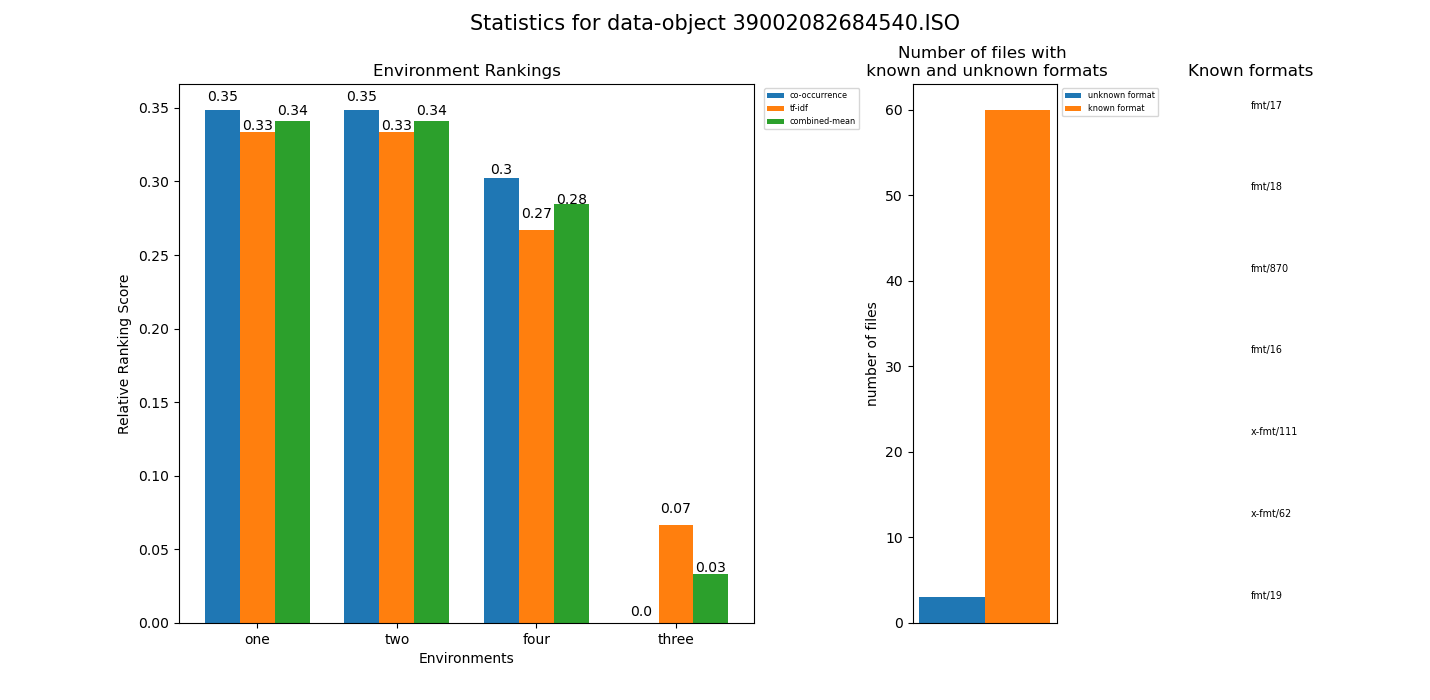 Statistics for data-object 39002082684540.ISO
Environment Rankings
0.35
0.30
0.25
0.20
0.15
0.10
0.05
0.00
Relative Ranking Score
0.35
0.33
0.34
0.35
0.33
0.34
0.3
0.27
0.28
0.0
0.07
0.03
one
two
four
three
Environments
co-occurrence
tf-idf
combined-mean
Number of files with
known and unknown formats
60
50
40
30
20
10
0
number of files
unknown format
known format
Known formats
fmt/17
fmt/18
fmt/870
fmt/16
x-fmt/111
x-fmt/62
fmt/19